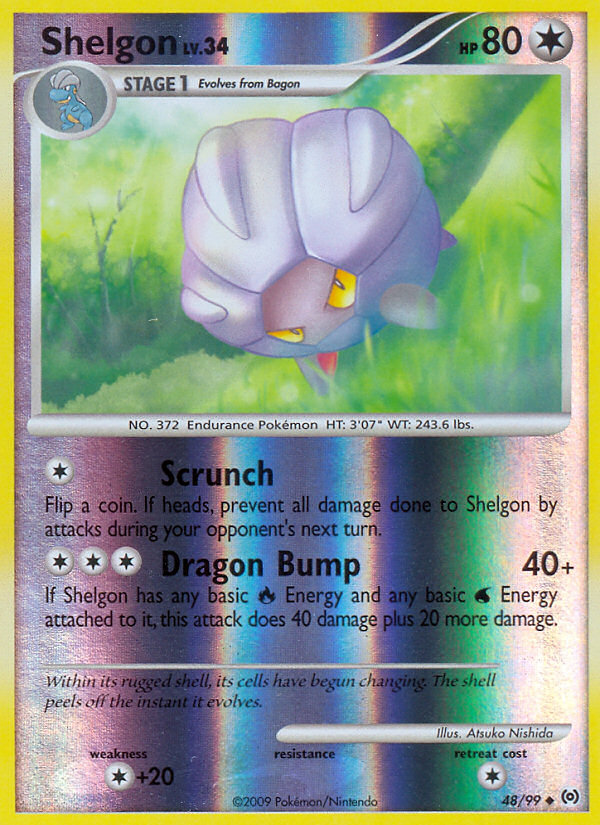 Shelgon LV.34 HP 80
STAGE 1 Evolves from Bagon
NO. 372 Endurance Pokémon HT: 3'07" WT: 243.6 lbs.
Scrunch
Flip a coin. If heads, prevent all damage done to Shelgon by
attacks during your opponent's next turn.
Dragon Bump 40+
If Shelgon has any basic Energy and any basic Energy
attached to it, this attack does 40 damage plus 20 more damage.
Within its rugged shell, its cells have begun changing. The shell
peels off the instant it evolves.
Illus. Atsuko Nishida
weakness resistance retreat cost
+20
©2009 Pokémon/Nintendo 48/99